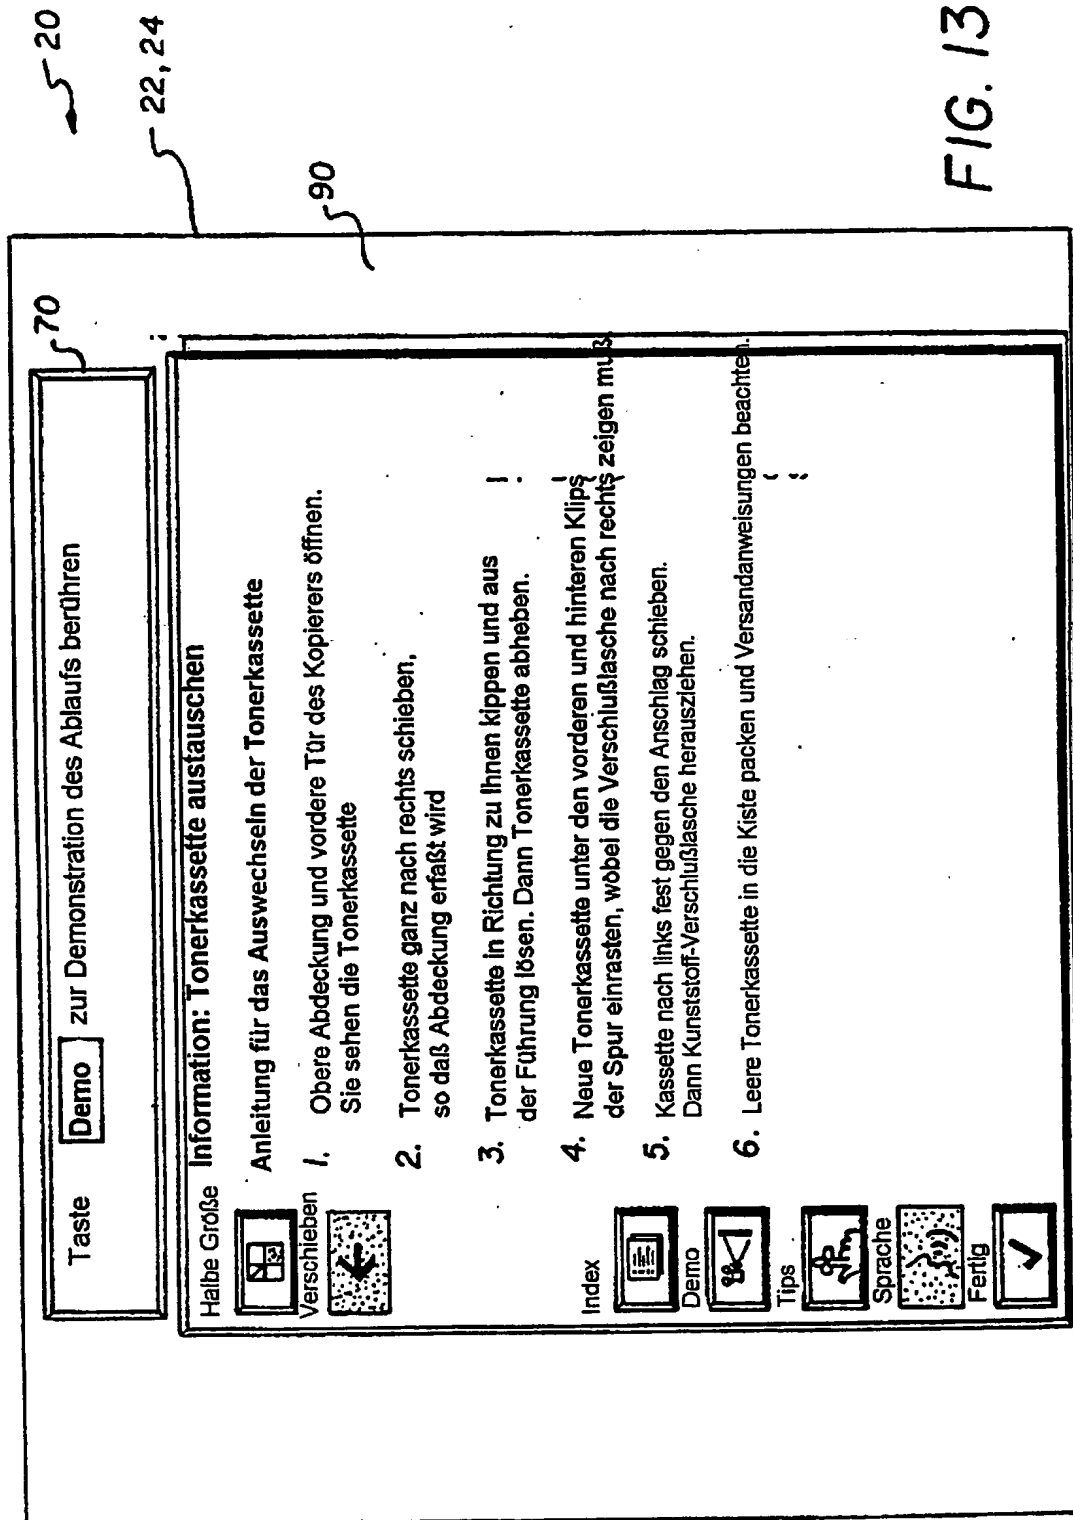 20
22, 24
90
70
Taste Demo zur Demonstration des Ablaufs berühren
Halbe Größe
Information: Tonerkassette austauschen
Verschieben
Anleitung für das Auswechseln der Tonerkassette
1. Obere Abdeckung und vordere Tür des Kopierers öffnen.
Sie sehen die Tonerkassette
2. Tonerkassette ganz nach rechts schieben,
so daß Abdeckung erfaßt wird
3. Tonerkassette in Richtung zu Ihnen kippen und aus
der Führung lösen. Dann Tonerkassette abheben.
4. Neue Tonerkassette unter den vorderen und hinteren Klips
der Spur einrasten, wobei die Verschlußlasche nach rechts zeigen muß.
5. Kassette nach links fest gegen den Anschlag schieben.
Dann Kunststoff-Verschlußlasche herausziehen.
6. Leere Tonerkassette in die Kiste packen und Versandanweisungen beachten.
Index
Demo
Tips
Sprache
Fertig
FIG. 13